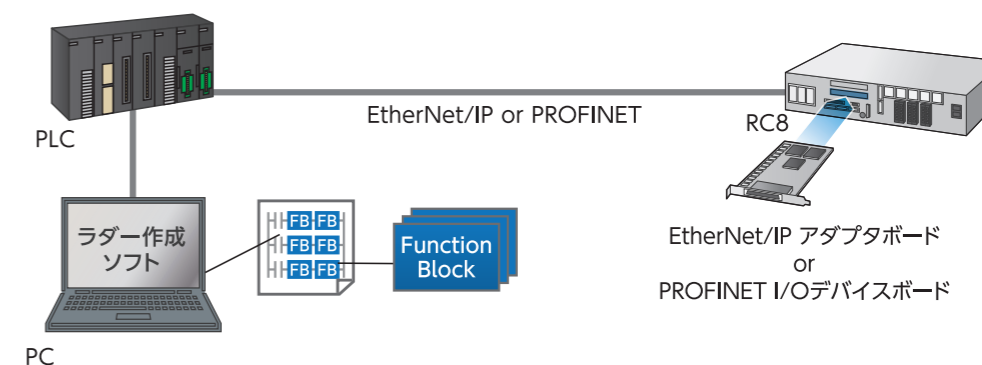 PLC
EtherNet/IP or PROFINET
RC8
ラダー作成
ソフト
FB FB
FB FB
FB FB
Function
Block
EtherNet/IP アダプタボード
or
PROFINET I/Oデバイスボード
PC